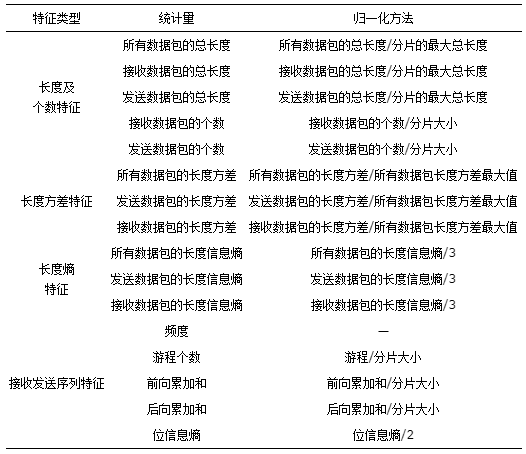 特征类型 统计量 归一化方法
长度及
个数特征
所有数据包的总长度 所有数据包的总长度/分片的最大总长度
接收数据包的总长度 接收数据包的总长度/分片的最大总长度
发送数据包的总长度 发送数据包的总长度/分片的最大总长度
接收数据包的个数 接收数据包的个数/分片大小
发送数据包的个数 发送数据包的个数/分片大小
长度方差特征
所有数据包的长度方差 所有数据包的长度方差/所有数据包长度方差最大值
发送数据包的长度方差 发送数据包的长度方差/所有数据包长度方差最大值
接收数据包的长度方差 接收数据包的长度方差/所有数据包长度方差最大值
长度熵
特征
所有数据包的长度信息熵 所有数据包的长度信息熵/3
发送数据包的长度信息熵 发送数据包的长度信息熵/3
接收数据包的长度信息熵 接收数据包的长度信息熵/3
接收发送序列特征
频度 —
游程个数 游程/分片大小
前向累加和 前向累加和/分片大小
后向累加和 后向累加和/分片大小
位信息熵 位信息熵/2